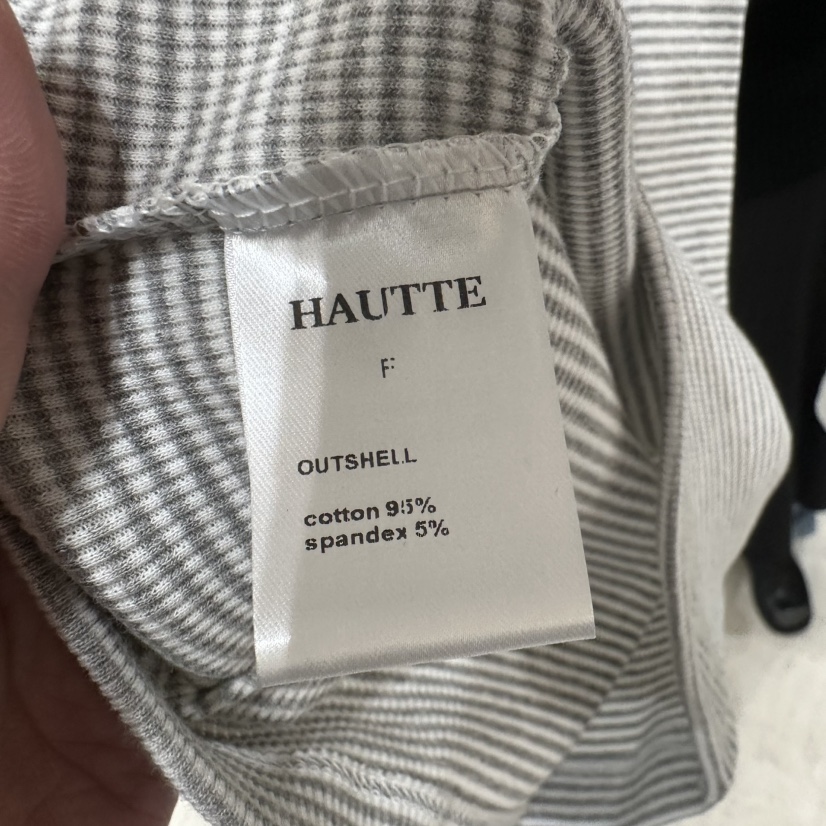 HAUTTE
F
OUTSHELL
cotton 95%
spandex 5%